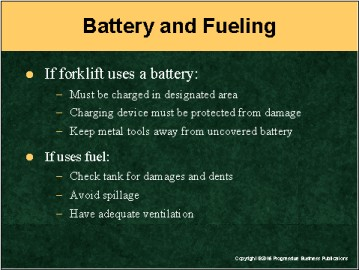 Battery and Fueling
If forklift uses a battery:
– Must be charged in designated area
– Charging device must be protected from damage
– Keep metal tools away from uncovered battery
If uses fuel:
– Check tank for damages and dents
– Avoid spillage
– Have adequate ventilation
Copyright Progressive Business Publications